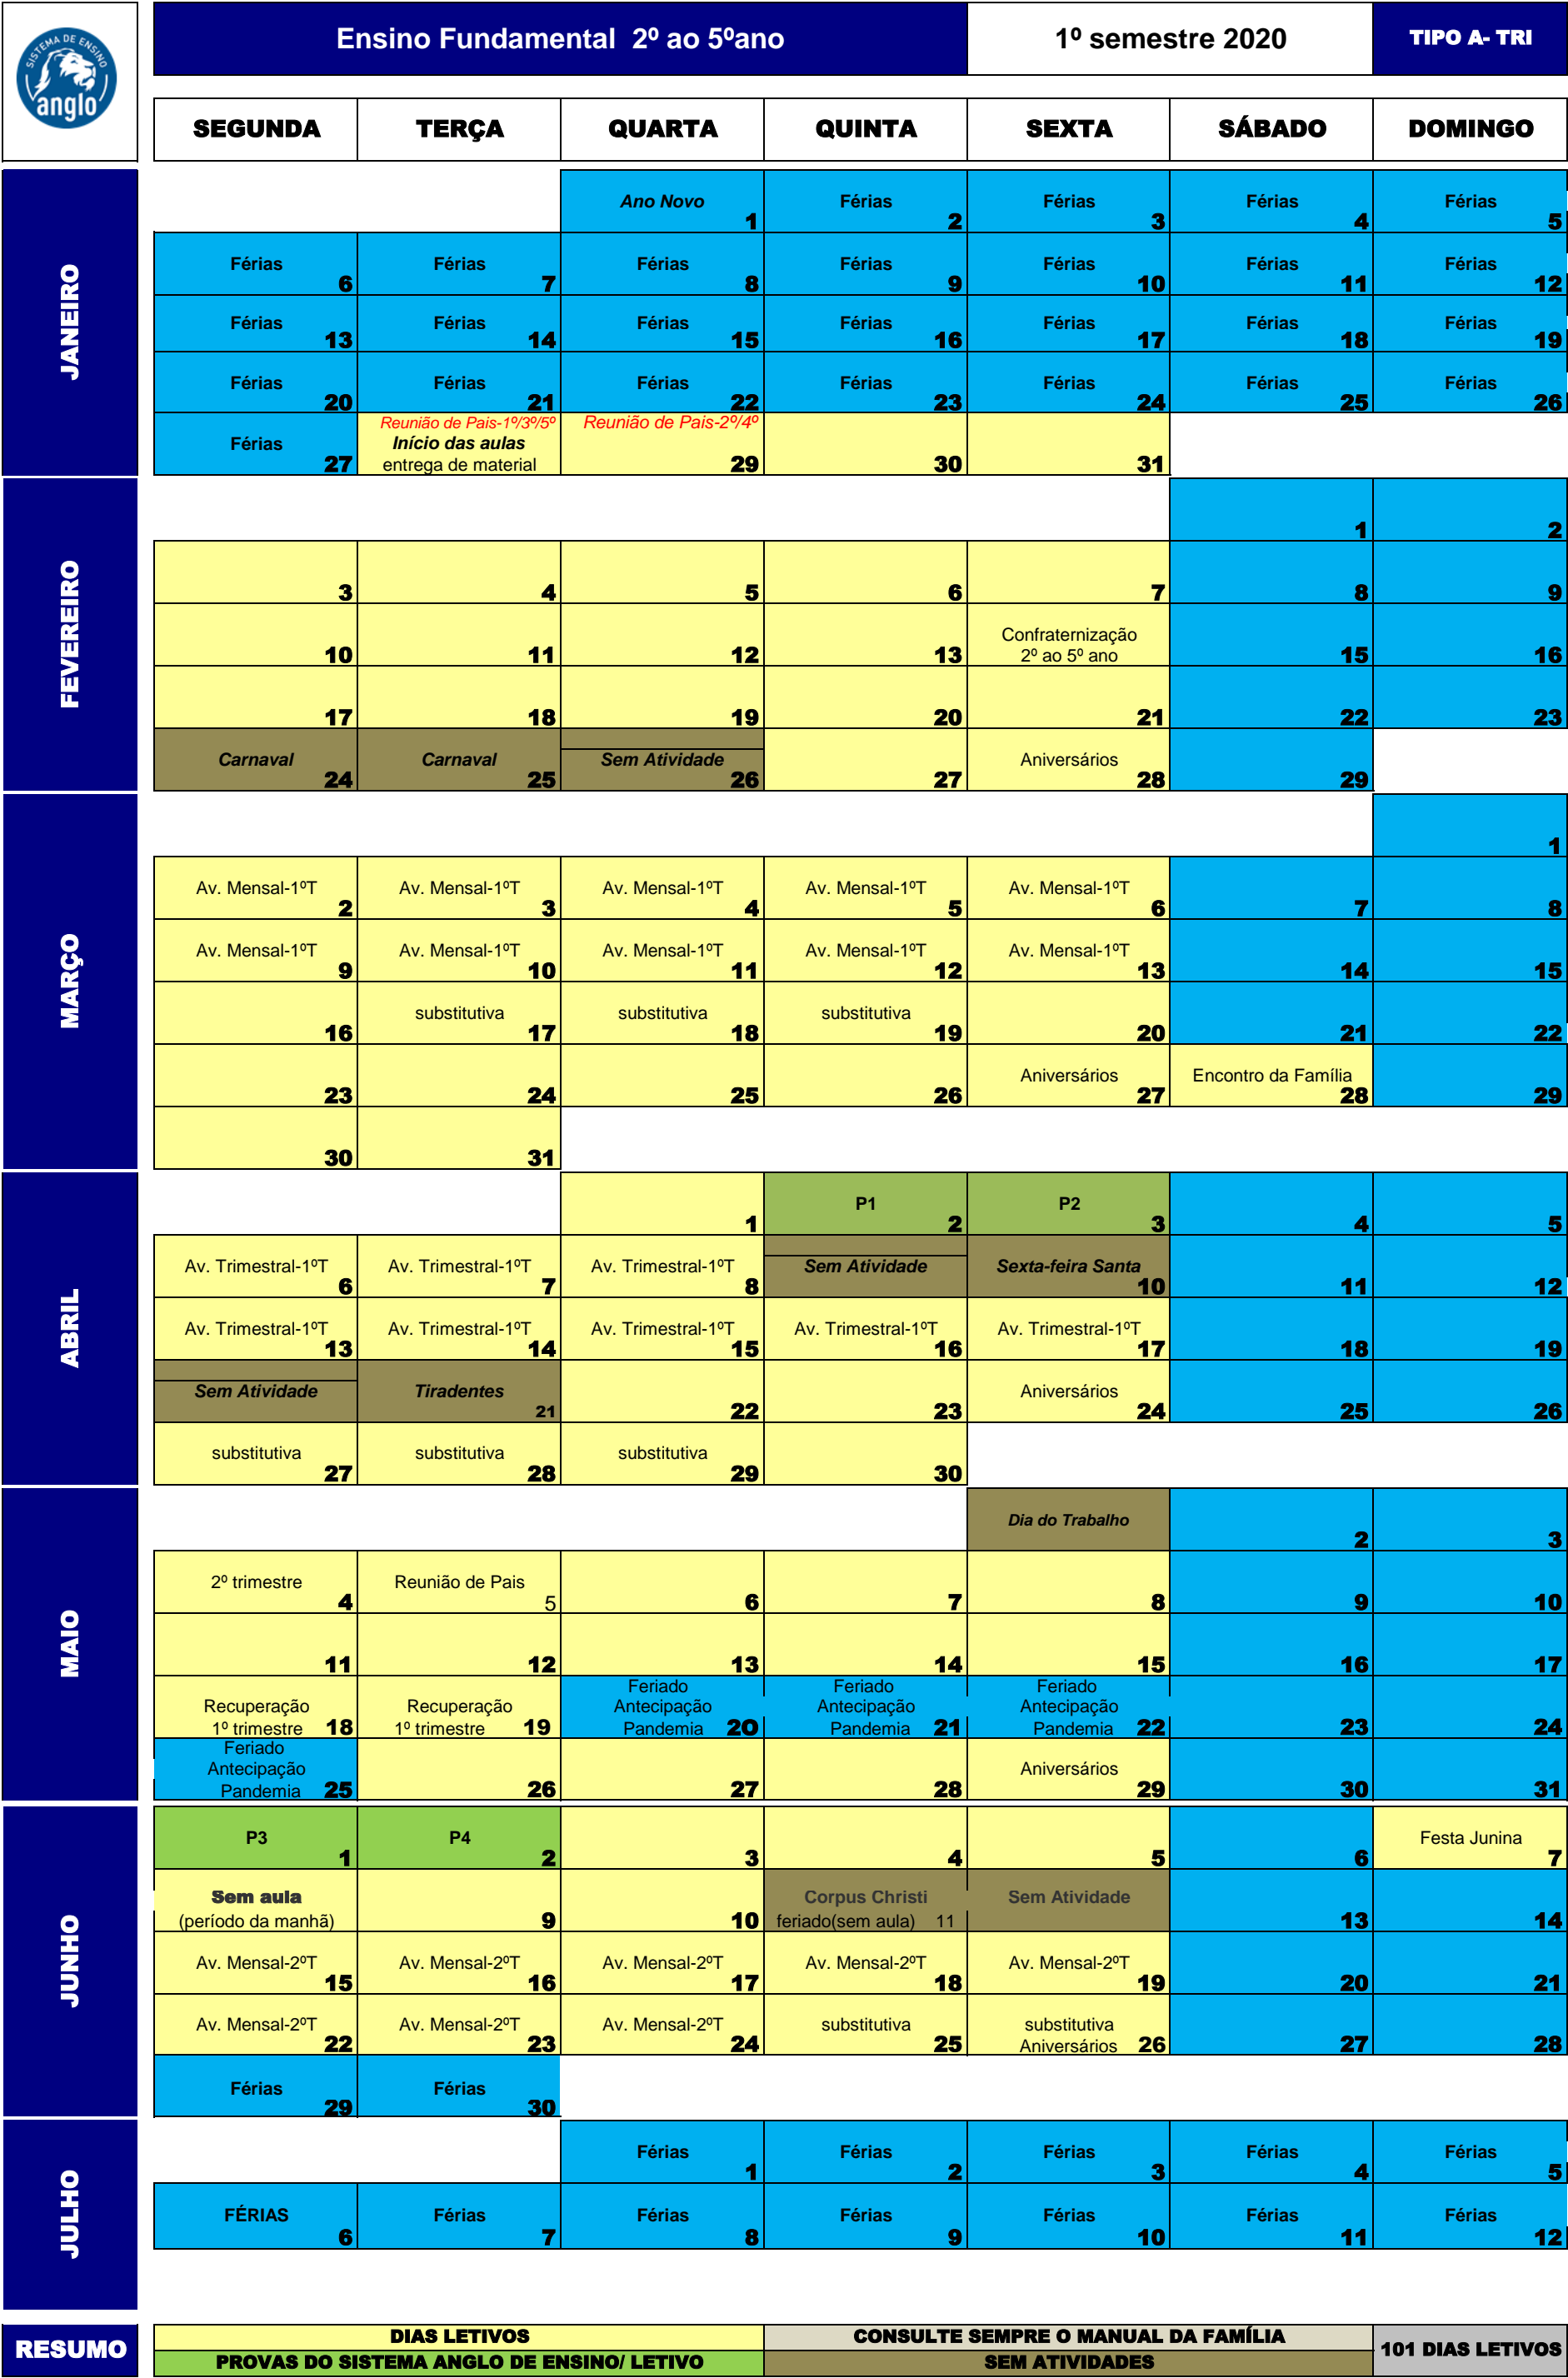 SISTEMA DE ENSINO
anglo
Ensino Fundamental 2º ao 5ºano
1º semestre 2020
TIPO A- TRI
SEGUNDA TERÇA QUARTA QUINTA SEXTA SÁBADO DOMINGO
JANEIRO
Ano Novo Férias Férias Férias Férias
1 2 3 4 5
Férias Férias Férias Férias Férias Férias Férias
6 7 8 9 10 11 12
Férias Férias Férias Férias Férias Férias Férias
13 14 15 16 17 18 19
Férias Férias Férias Férias Férias Férias Férias
20 21 22 23 24 25 26
Reunião de Pais-1º/3º/5º Reunião de Pais-2º/4º
Férias Início das aulas
27 entrega de material 29 30 31
FEVEREIRO
1 2
3 4 5 6 7 8 9
Confraternização
10 11 12 13 2º ao 5º ano 15 16
17 18 19 20 21 22 23
Carnaval Carnaval Sem Atividade Aniversários
24 25 26 27 28 29
MARÇO
1
Av. Mensal-1ºT Av. Mensal-1ºT Av. Mensal-1ºT Av. Mensal-1ºT Av. Mensal-1ºT
2 3 4 5 6 7 8
Av. Mensal-1ºT Av. Mensal-1ºT Av. Mensal-1ºT Av. Mensal-1ºT Av. Mensal-1ºT
9 10 11 12 13 14 15
substitutiva substitutiva substitutiva
16 17 18 19 20 21 22
Aniversários Encontro da Família
23 24 25 26 27 28 29
30 31
ABRIL
P1 P2
1 2 3 4 5
Av. Trimestral-1ºT Av. Trimestral-1ºT Av. Trimestral-1ºT Sem Atividade Sexta-feira Santa
6 7 8 10 11 12
Av. Trimestral-1ºT Av. Trimestral-1ºT Av. Trimestral-1ºT Av. Trimestral-1ºT Av. Trimestral-1ºT
13 14 15 16 17 18 19
Sem Atividade Tiradentes Aniversários
21 22 23 24 25 26
substitutiva substitutiva substitutiva
27 28 29 30
MAIO
Dia do Trabalho
2 3
2º trimestre Reunião de Pais
4 5 6 7 8 9 10
11 12 13 14 15 16 17
Feriado Feriado Feriado
Recuperação Recuperação Antecipação Antecipação Antecipação
1º trimestre 18 1º trimestre 19 Pandemia 20 Pandemia 21 Pandemia 22 23 24
Feriado
Antecipação Aniversários
Pandemia 25 26 27 28 29 30 31
JUNHO
P3 P4 Festa Junina
1 2 3 4 5 6 7
Sem aula Corpus Christi Sem Atividade
(período da manhã) 9 10 feriado(sem aula) 11 13 14
Av. Mensal-2ºT Av. Mensal-2ºT Av. Mensal-2ºT Av. Mensal-2ºT Av. Mensal-2ºT
15 16 17 18 19 20 21
Av. Mensal-2ºT Av. Mensal-2ºT Av. Mensal-2ºT substitutiva substitutiva
22 23 24 25 Aniversários 26 27 28
Férias Férias
29 30
JULHO
Férias Férias Férias Férias Férias
1 2 3 4 5
FÉRIAS Férias Férias Férias Férias Férias Férias
6 7 8 9 10 11 12
RESUMO
DIAS LETIVOS CONSULTE SEMPRE O MANUAL DA FAMÍLIA
101 DIAS LETIVOS
PROVAS DO SISTEMA ANGLO DE ENSINO/ LETIVO SEM ATIVIDADES